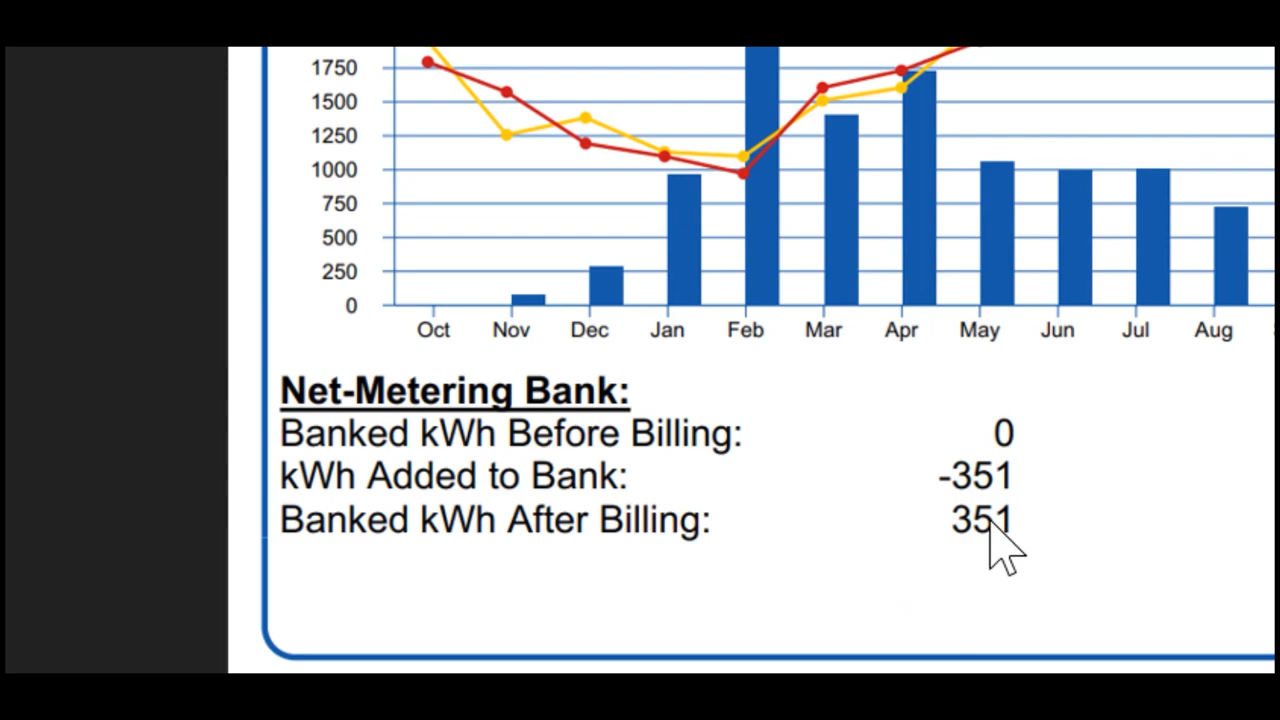 1750
1500
1250
1000
750
500
250
0
Oct Nov Dec Jan Feb Mar Apr May Jun Jul Aug
Net-Metering Bank:
Banked kWh Before Billing: 0
kWh Added to Bank: -351
Banked kWh After Billing: 351